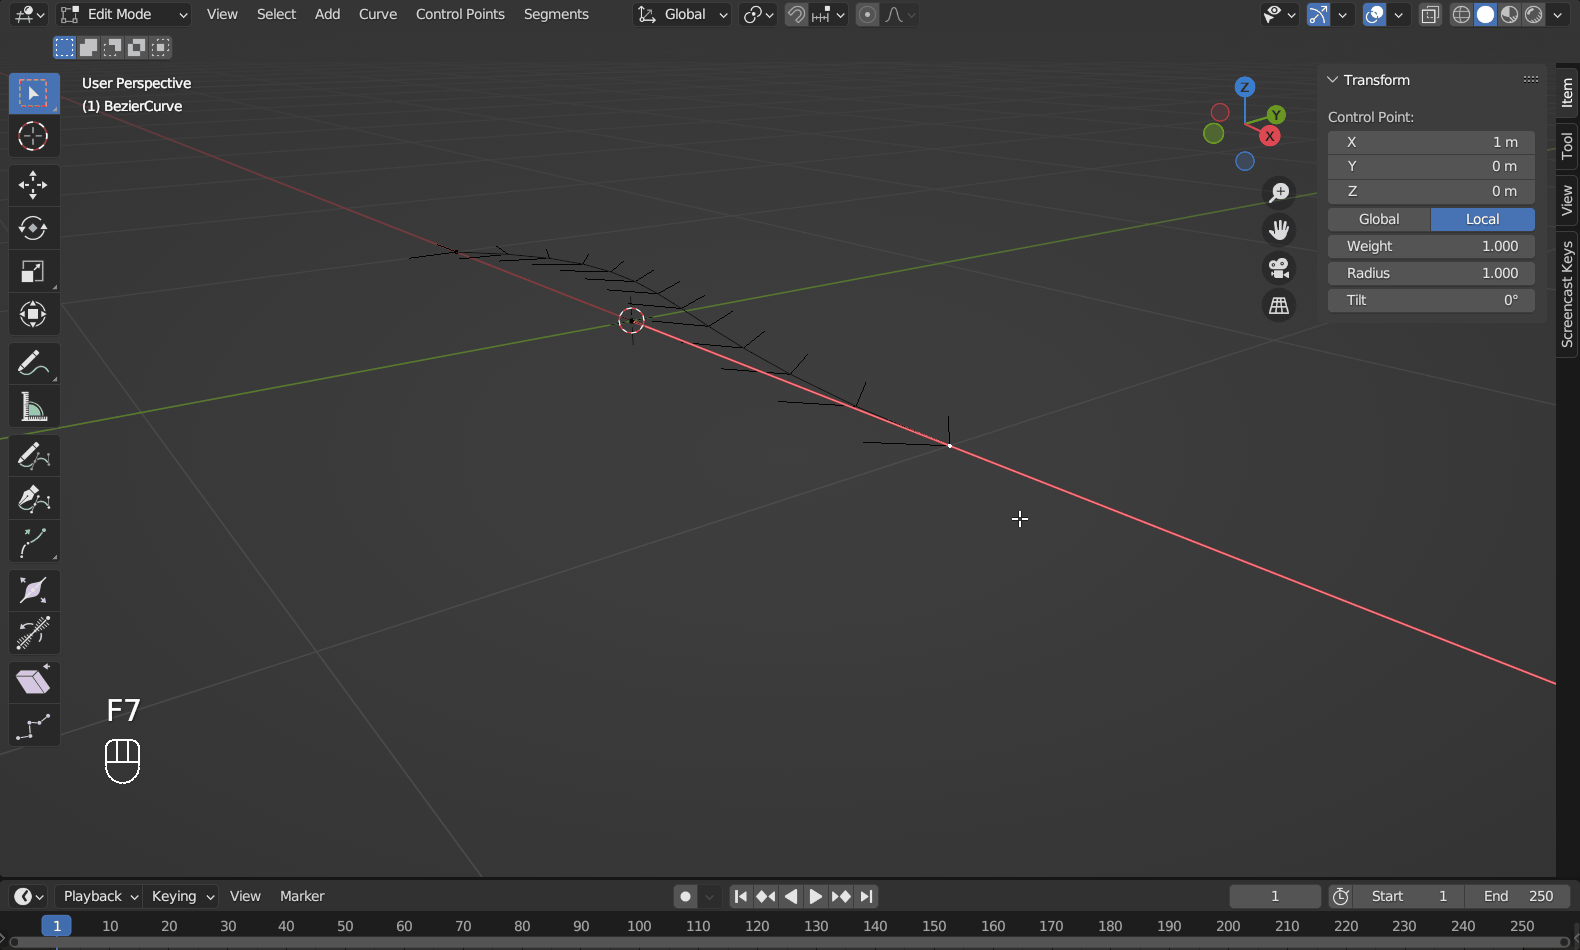 Edit Mode View Select Add Curve Control Points Segments Global
User Perspective
(1) BezierCurve
Z
Y
X
Transform
Control Point:
X 1 m
Y 0 m
Z 0 m
Global Local
Weight 1.000
Radius 1.000
Tilt 0°
Item
Tool
View
Screencast Keys
F7
Playback Keying View Marker 1 Start 1 End 250
1 10 20 30 40 50 60 70 80 90 100 110 120 130 140 150 160 170 180 190 200 210 220 230 240 250